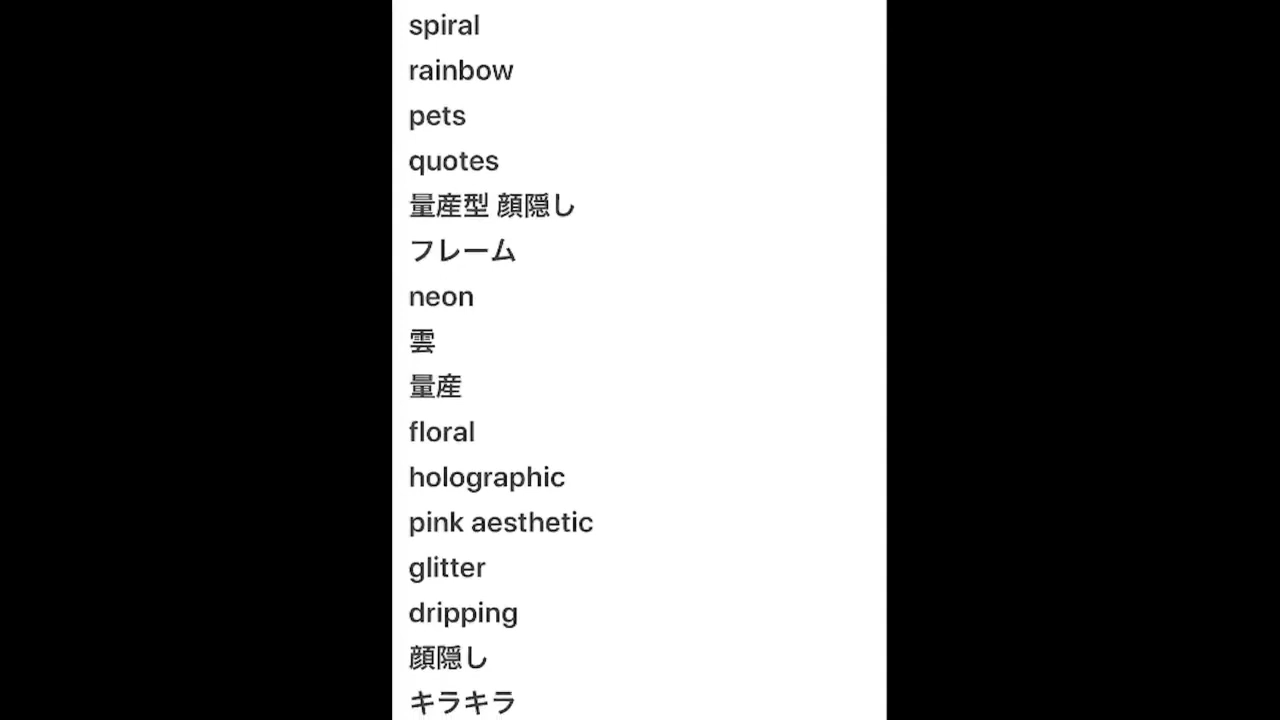 spiral
rainbow
pets
quotes
量産型 顔隠し
フレーム
neon
雲
量産
floral
holographic
pink aesthetic
glitter
dripping
顔隠し
キラキラ